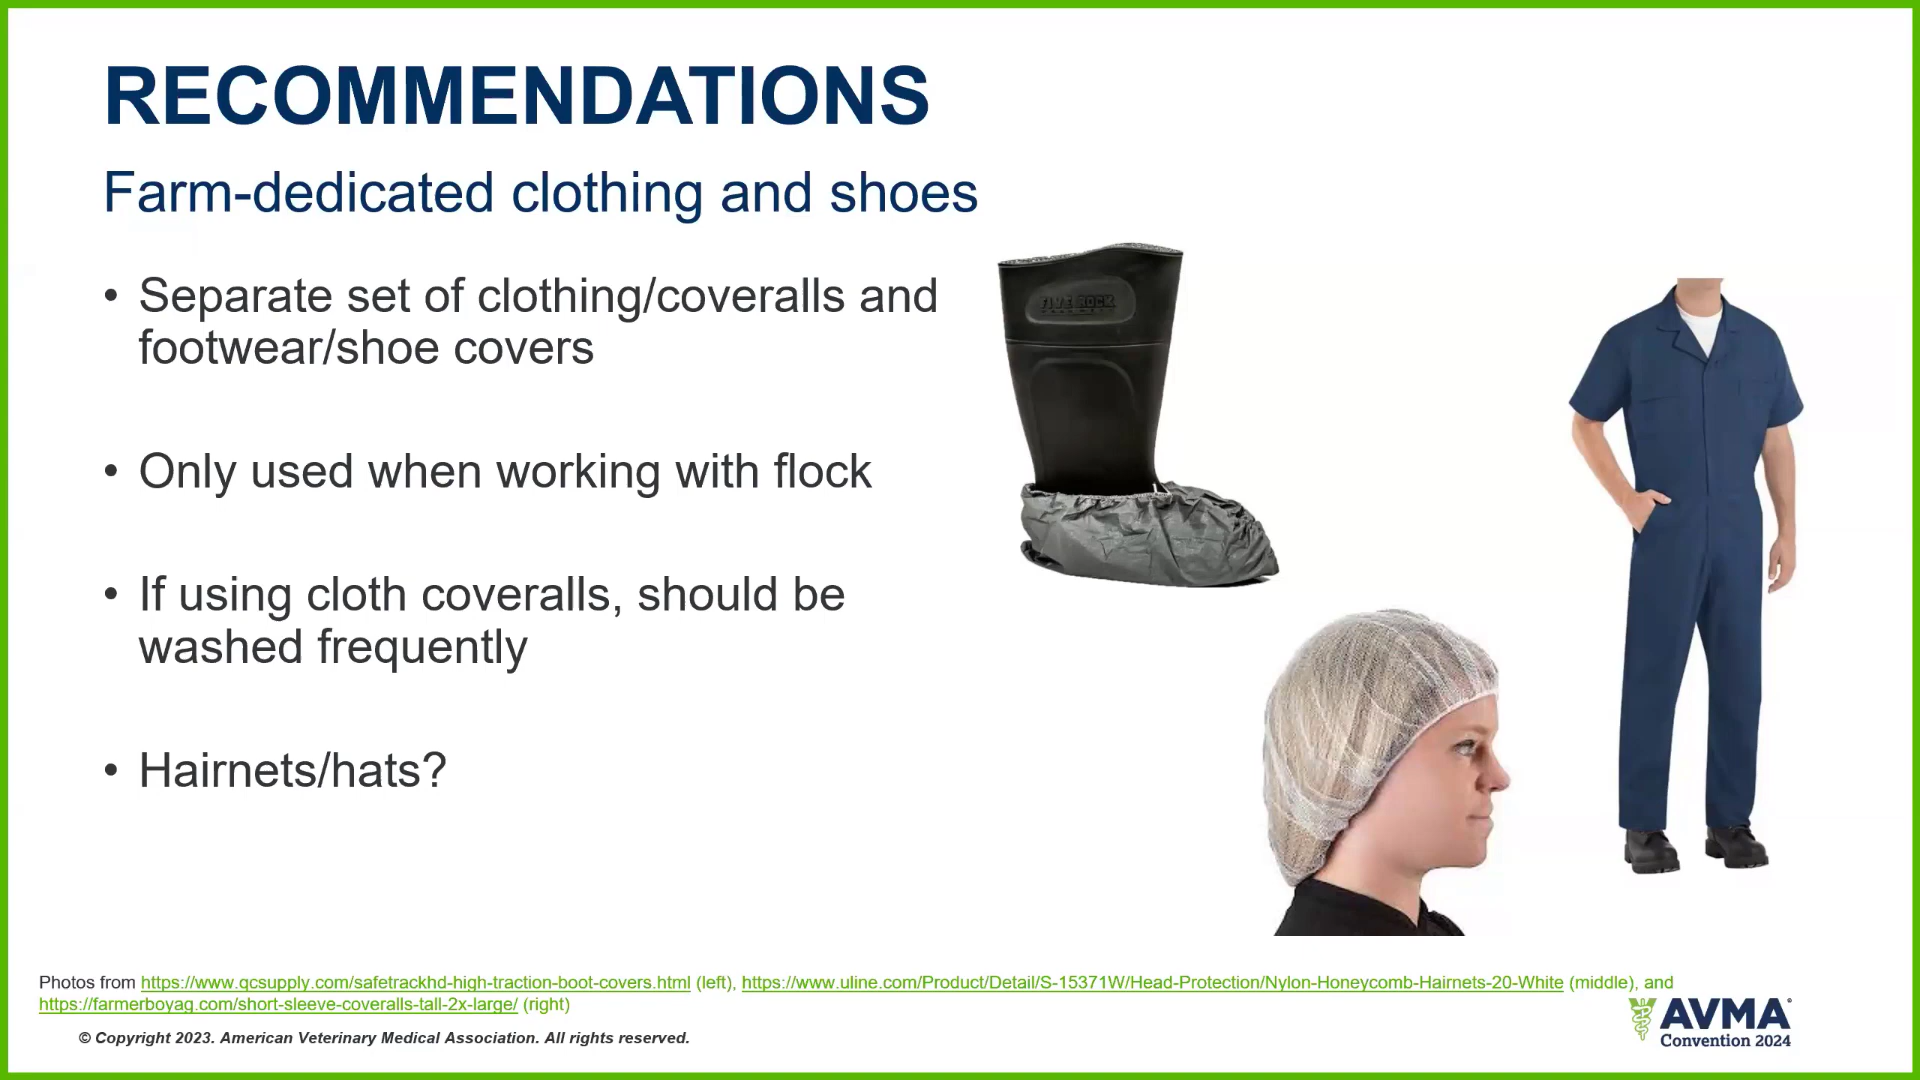 RECOMMENDATIONS
Farm-dedicated clothing and shoes
• Separate set of clothing/coveralls and
footwear/shoe covers
• Only used when working with flock
• If using cloth coveralls, should be
washed frequently
• Hairnets/hats?
FIVE ROCK
Photos from https://www.qcsupply.com/safetrackhd-high-traction-boot-covers.html (left), https://www.uline.com/Product/Detail/S-15371W/Head-Protection/Nylon-Honeycomb-Hairnets-20-White (middle), and
https://farmerboyag.com/short-sleeve-coveralls-tall-2x-large/ (right)
© Copyright 2023. American Veterinary Medical Association. All rights reserved.
AVMA
Convention 2024